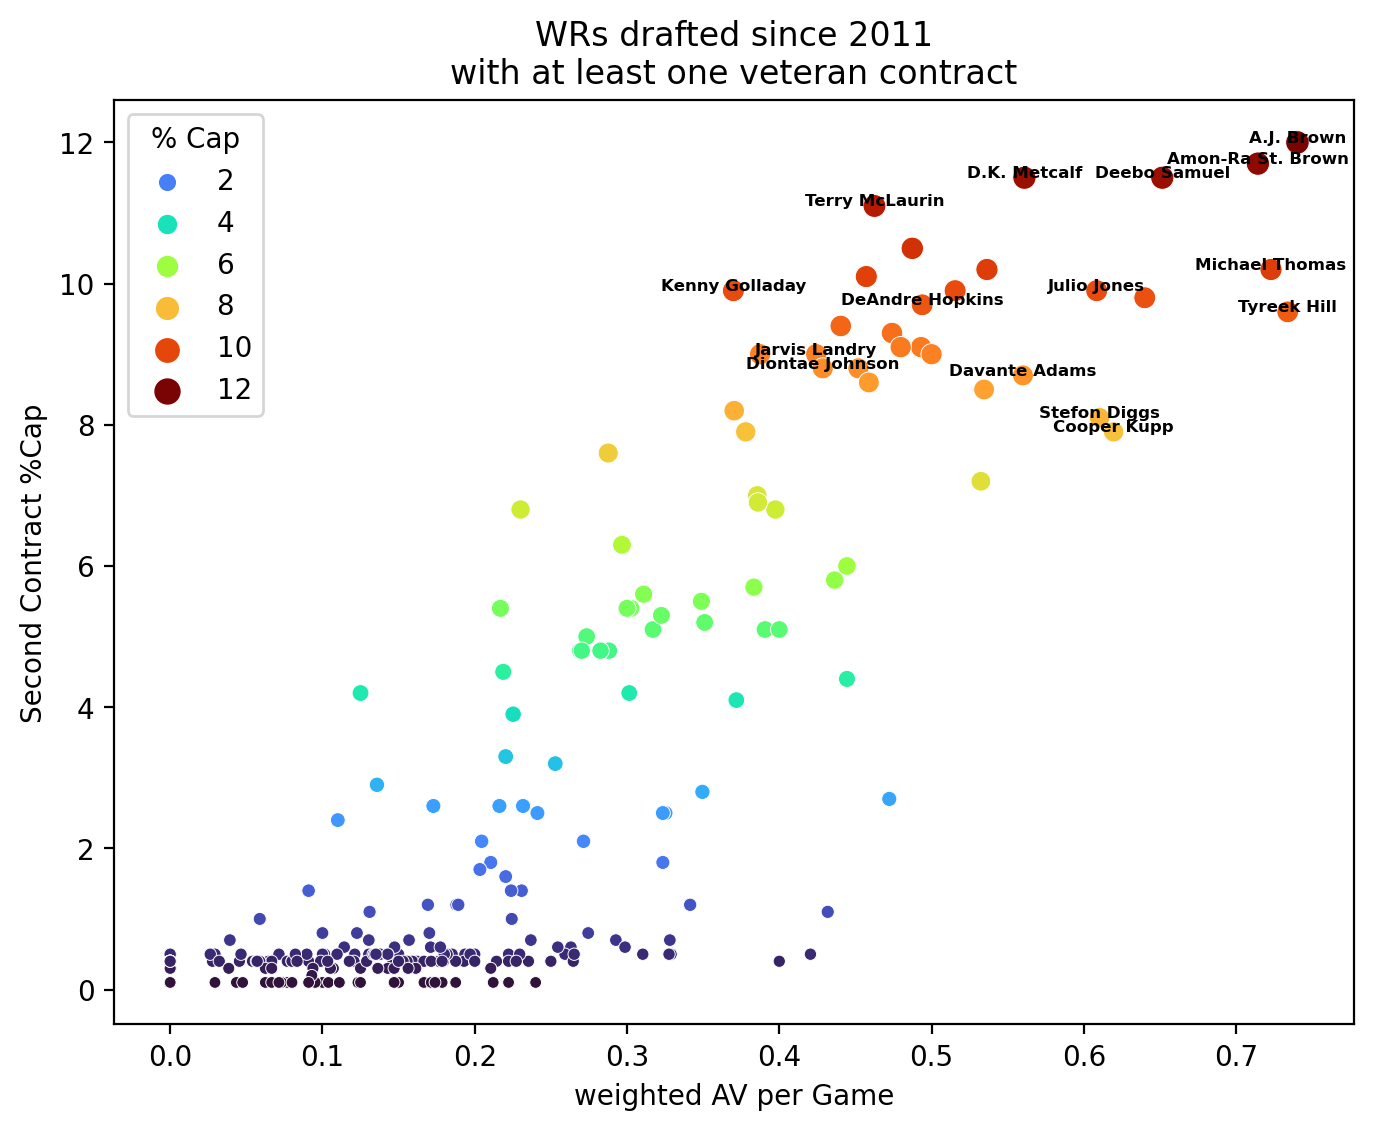 WRs drafted since 2011
with at least one veteran contract
% Cap
2
4
6
8
10
12
A.J. Brown
Amon-Ra St. Brown
D.K. Metcalf
Deebo Samuel
Terry McLaurin
Michael Thomas
Kenny Golladay
Julio Jones
DeAndre Hopkins
Tyreek Hill
Jarvis Landry
Diontae Johnson
Davante Adams
Stefon Diggs
Cooper Kupp
12
10
8
6
4
2
0
Second Contract %Cap
0.0
0.1
0.2
0.3
0.4
0.5
0.6
0.7
weighted AV per Game